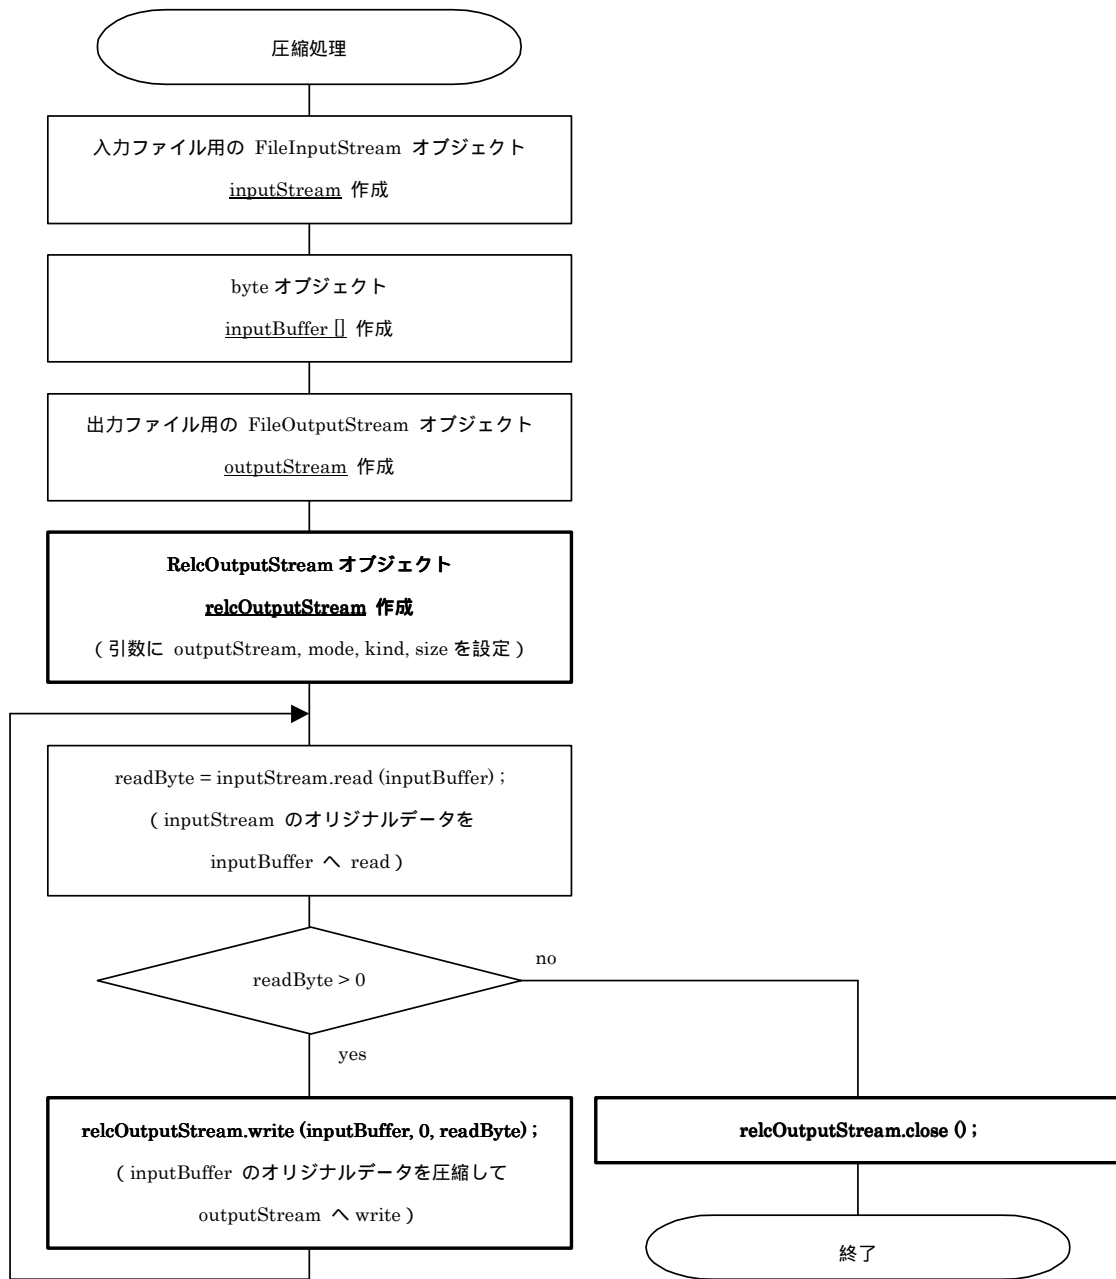 圧縮処理
入力ファイル用の FileInputStream オブジェクト
inputStream 作成
byte オブジェクト
inputBuffer [] 作成
出力ファイル用の FileOutputStream オブジェクト
outputStream 作成
RelcOutputStream オブジェクト
relcOutputStream 作成
（引数に outputStream, mode, kind, size を設定）
readByte = inputStream.read (inputBuffer) ;
（inputStream のオリジナルデータを
inputBuffer へ read）
readByte > 0
no
yes
relcOutputStream.write (inputBuffer, 0, readByte) ;
（inputBuffer のオリジナルデータを圧縮して
outputStream へ write）
relcOutputStream.close () ;
終了